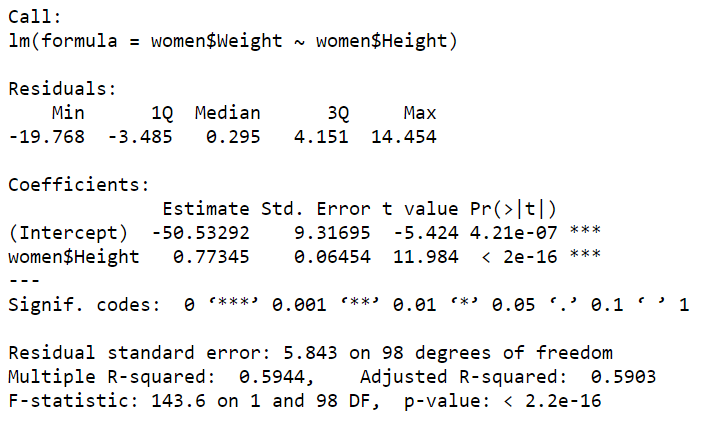 Call:
lm(formula = women$Weight ~ women$Height)
Residuals:
    Min      1Q  Median      3Q     Max
-19.768  -3.485   0.295   4.151  14.454
Coefficients:
             Estimate Std. Error t value Pr(>|t|)
(Intercept)  -50.53292    9.31695  -5.424 4.21e-07 ***
women$Height   0.77345    0.06454  11.984  < 2e-16 ***
---
Signif. codes:  0 ‘***’ 0.001 ‘**’ 0.01 ‘*’ 0.05 ‘.’ 0.1 ‘ ’ 1
Residual standard error: 5.843 on 98 degrees of freedom
Multiple R-squared:  0.5944,    Adjusted R-squared:  0.5903
F-statistic: 143.6 on 1 and 98 DF,  p-value: < 2.2e-16